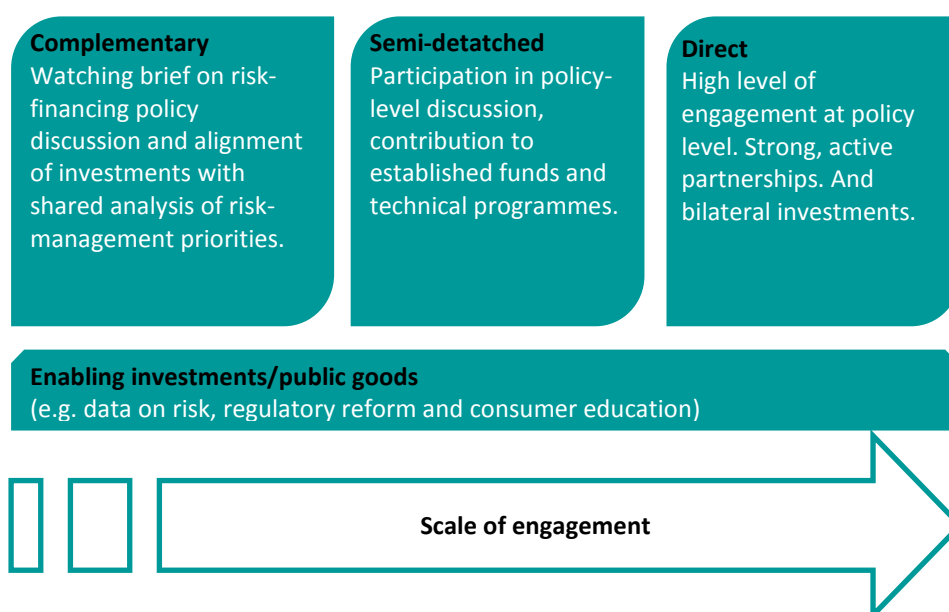 Complementary
Watching brief on risk-
financing policy
discussion and alignment
of investments with
shared analysis of risk-
management priorities.
Semi-detatched
Participation in policy-
level discussion,
contribution to
established funds and
technical programmes.
Direct
High level of
engagement at policy
level. Strong, active
partnerships. And
bilateral investments.
Enabling investments/public goods
(e.g. data on risk, regulatory reform and consumer education)
Scale of engagement